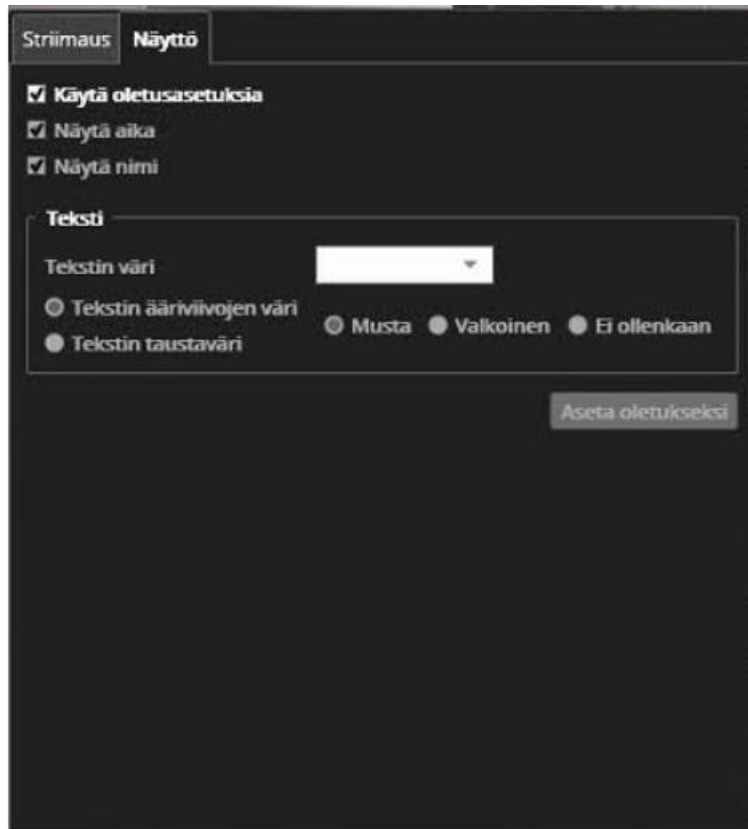 Striimaus Näyttö
Käytä oletusasetuksia
Näytä aika
Näytä nimi
Teksti
Tekstin väri
Tekstin ääriviivojen väri
Tekstin taustaväri
Musta Valkoinen Ei ollenkaan
Aseta oletukseksi